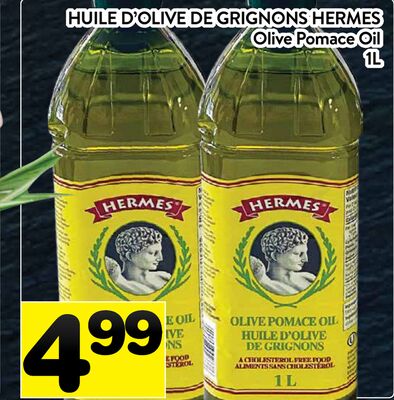 HUILE D'OLIVE DE GRIGNONS HERMES
Olive Pomace Oil
1L
HERMES
HERMES
OLIVE POMACE OIL
HUILE D'OLIVE
DE GRIGNONS
A CHOLESTEROL FREE FOOD
ALIMENTS SANS CHOLESTÉROL
1 L
4.99